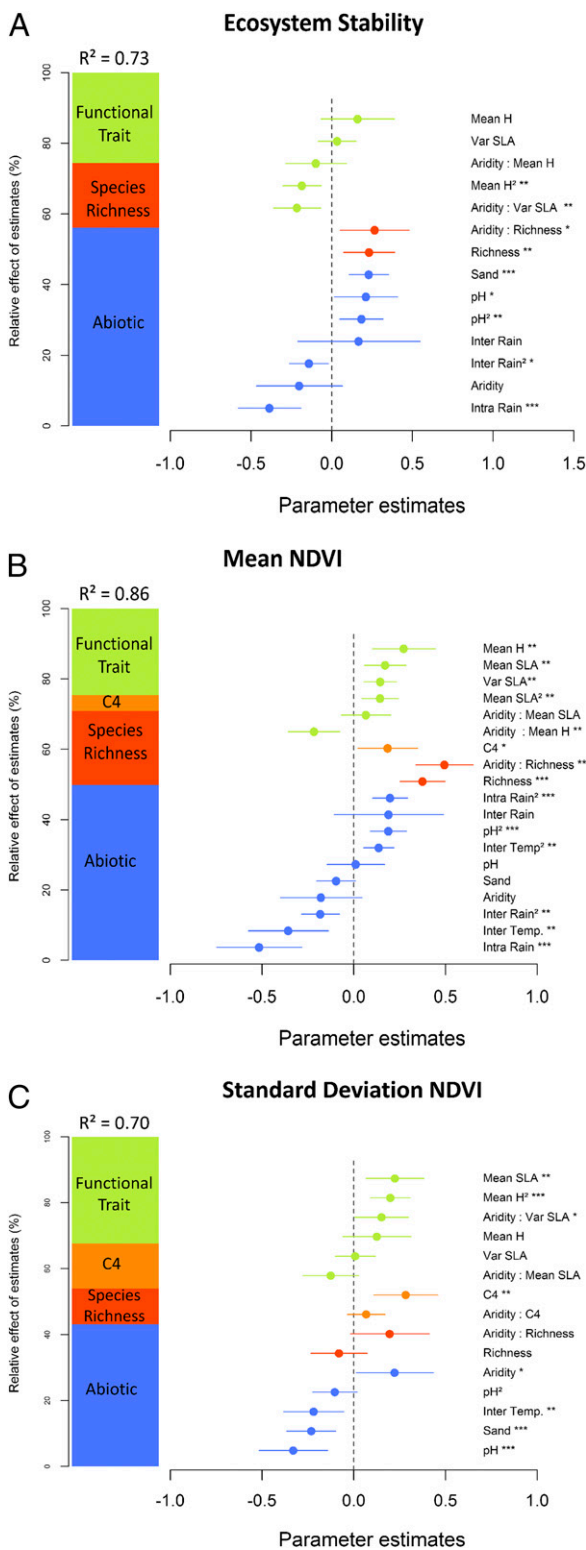 A
Ecosystem Stability
R² = 0.73
Relative effect of estimates (%)
0 20 40 60 80 100
Functional
Trait
Species
Richness
Abiotic
Mean H
Var SLA
Aridity : Mean H
Mean H² **
Aridity : Var SLA **
Aridity : Richness *
Richness **
Sand ***
pH *
pH² **
Inter Rain
Inter Rain² *
Aridity
Intra Rain ***
-1.0 -0.5 0.0 0.5 1.0 1.5
Parameter estimates
B
Mean NDVI
R² = 0.86
Relative effect of estimates (%)
0 20 40 60 80 100
Functional
Trait
C4
Species
Richness
Abiotic
Mean H **
Mean SLA **
Var SLA**
Mean SLA² **
Aridity : Mean SLA
Aridity : Mean H **
C4 *
Aridity : Richness **
Richness ***
Intra Rain² ***
Inter Rain
pH² ***
Inter Temp² **
pH
Sand
Aridity
Inter Rain² **
Inter Temp. **
Intra Rain ***
-1.0 -0.5 0.0 0.5 1.0
Parameter estimates
C
Standard Deviation NDVI
R² = 0.70
Relative effect of estimates (%)
0 20 40 60 80 100
Functional
Trait
C4
Species
Richness
Abiotic
Mean SLA **
Mean H² ***
Aridity : Var SLA *
Mean H
Var SLA
Aridity : Mean SLA
C4 **
Aridity : C4
Aridity : Richness
Richness
Aridity *
pH²
Inter Temp. **
Sand ***
pH ***
-1.0 -0.5 0.0 0.5 1.0
Parameter estimates